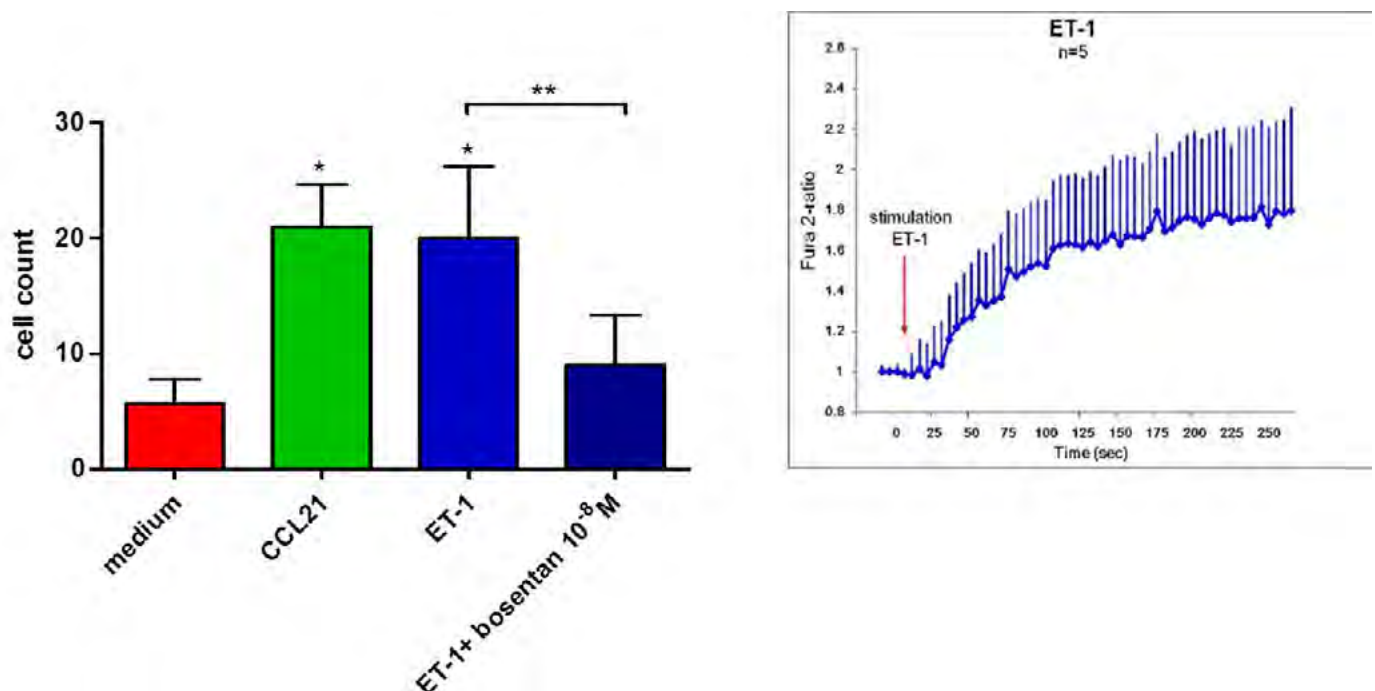 **
30
20
10
0
cell count
*
*
medium
CCL21
ET-1
ET-1+ bosentan 10⁻⁸ M
ET-1
n=5
2.6
2.4
2.2
2
1.8
1.6
1.4
1.2
1
0.8
Fura 2-ratio
stimulation
ET-1
0 25 50 75 100 125 150 175 200 225 250
Time (sec)